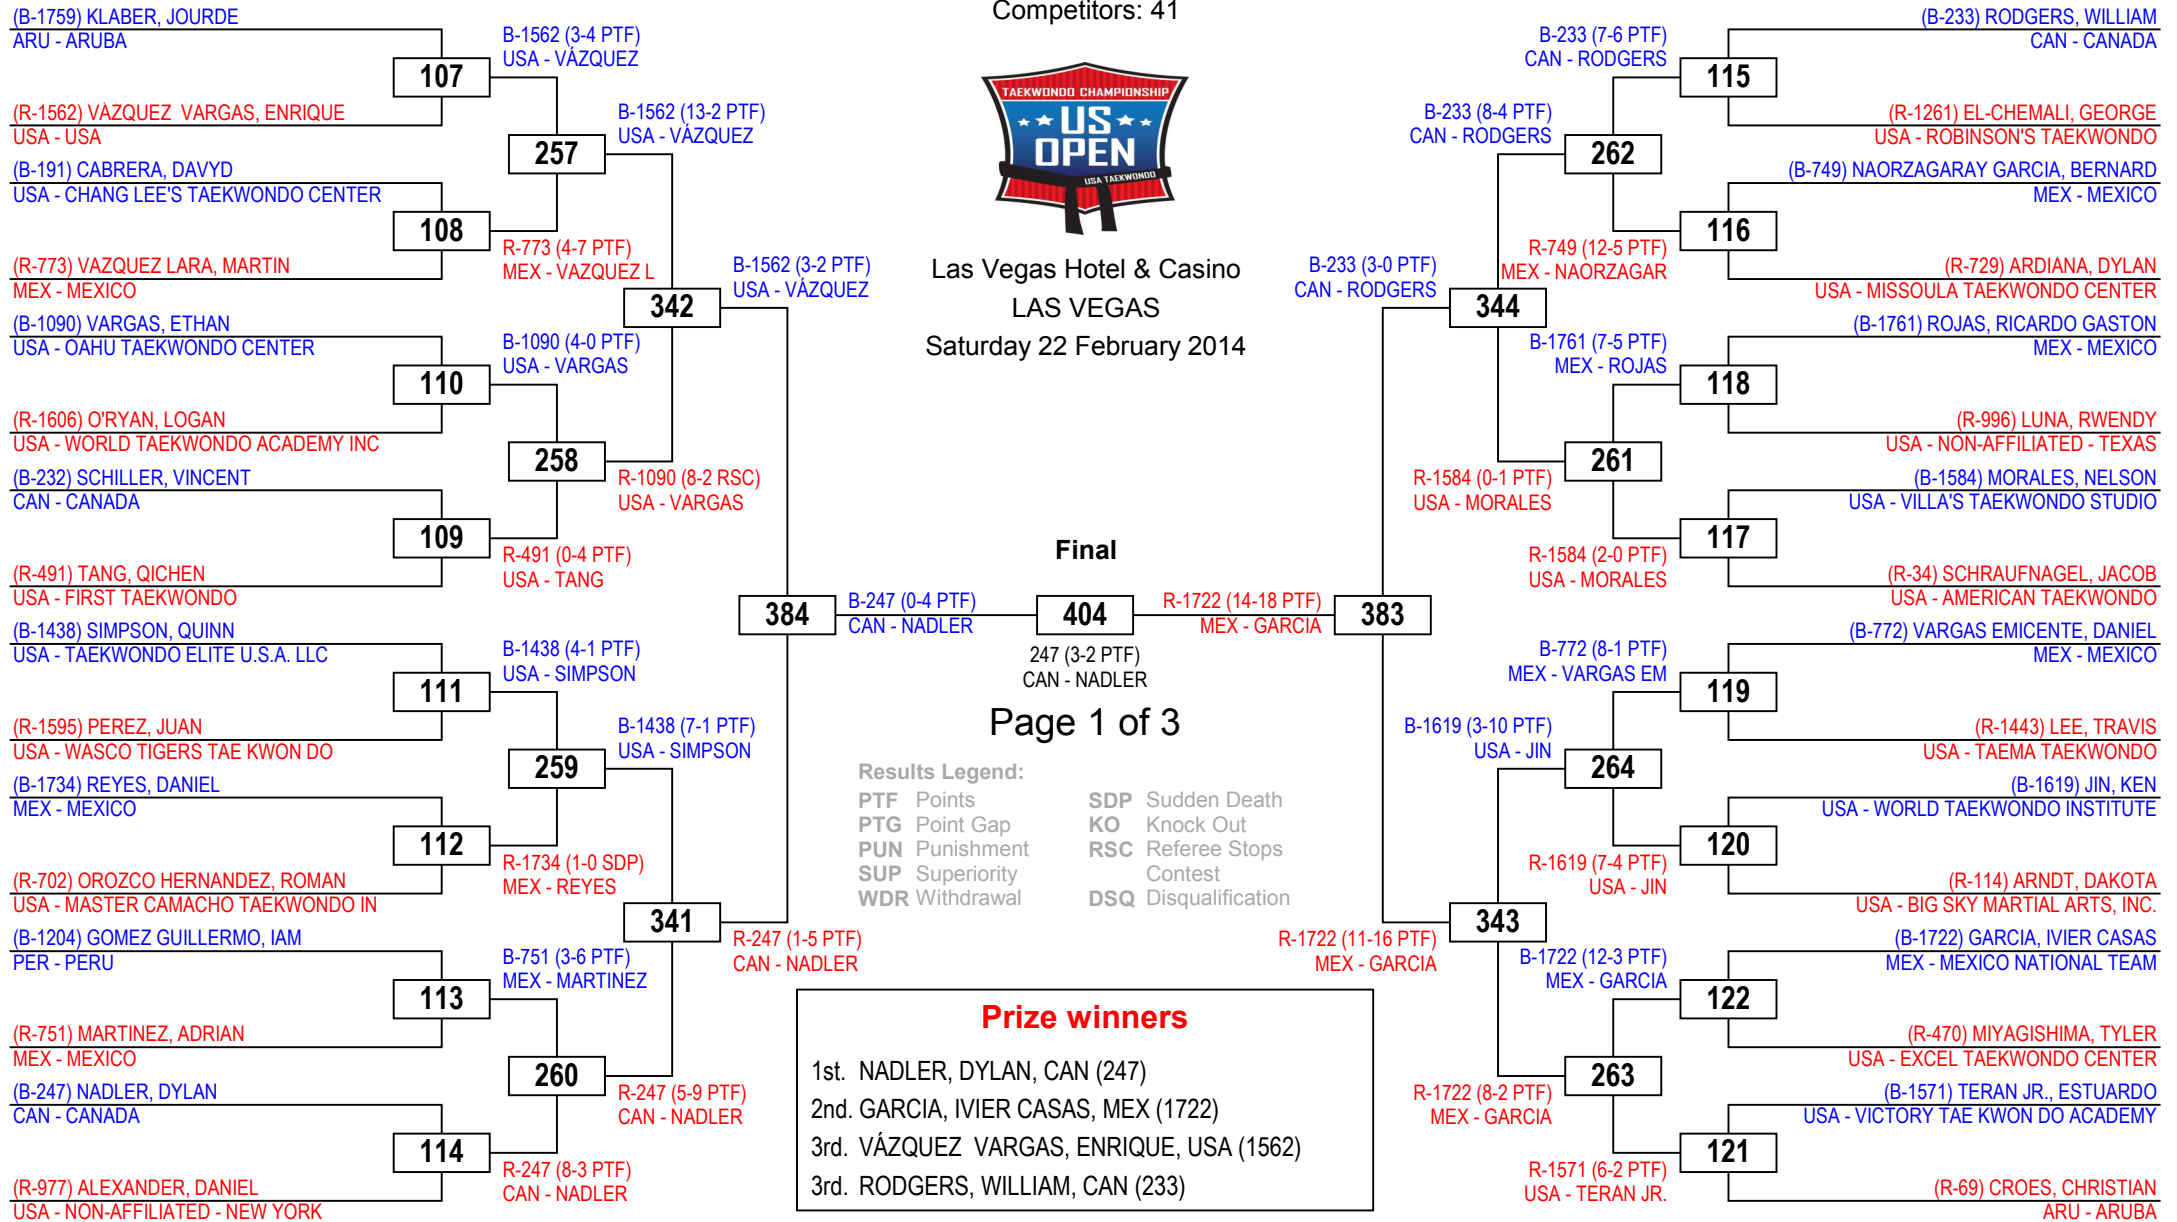 Competitors: 41
TAEKWONDO CHAMPIONSHIP
US
OPEN
USA TAEKWONDO
Las Vegas Hotel & Casino
LAS VEGAS
Saturday 22 February 2014
(B-1759) KLABER, JOURDE
ARU - ARUBA
107
(R-1562) VÁZQUEZ  VARGAS, ENRIQUE
USA - USA
(B-191) CABRERA, DAVYD
USA - CHANG LEE'S TAEKWONDO CENTER
108
(R-773) VAZQUEZ LARA, MARTIN
MEX - MEXICO
(B-1090) VARGAS, ETHAN
USA - OAHU TAEKWONDO CENTER
110
(R-1606) O'RYAN, LOGAN
USA - WORLD TAEKWONDO ACADEMY INC
(B-232) SCHILLER, VINCENT
CAN - CANADA
109
(R-491) TANG, QICHEN
USA - FIRST TAEKWONDO
(B-1438) SIMPSON, QUINN
USA - TAEKWONDO ELITE U.S.A. LLC
111
(R-1595) PEREZ, JUAN
USA - WASCO TIGERS TAE KWON DO
(B-1734) REYES, DANIEL
MEX - MEXICO
112
(R-702) OROZCO HERNANDEZ, ROMAN
USA - MASTER CAMACHO TAEKWONDO IN
(B-1204) GOMEZ GUILLERMO, IAM
PER - PERU
113
(R-751) MARTINEZ, ADRIAN
MEX - MEXICO
(B-247) NADLER, DYLAN
CAN - CANADA
114
(R-977) ALEXANDER, DANIEL
USA - NON-AFFILIATED - NEW YORK
B-1562 (3-4 PTF)
USA - VÁZQUEZ
257
R-773 (4-7 PTF)
MEX - VAZQUEZ L
B-1090 (4-0 PTF)
USA - VARGAS
258
R-491 (0-4 PTF)
USA - TANG
B-1438 (4-1 PTF)
USA - SIMPSON
259
R-1734 (1-0 SDP)
MEX - REYES
B-751 (3-6 PTF)
MEX - MARTINEZ
260
R-247 (8-3 PTF)
CAN - NADLER
B-1562 (13-2 PTF)
USA - VÁZQUEZ
342
R-1090 (8-2 RSC)
USA - VARGAS
B-1438 (7-1 PTF)
USA - SIMPSON
341
R-247 (5-9 PTF)
CAN - NADLER
B-1562 (3-2 PTF)
USA - VÁZQUEZ
384
R-247 (1-5 PTF)
CAN - NADLER
Final
B-247 (0-4 PTF)
CAN - NADLER
404
R-1722 (14-18 PTF)
MEX - GARCIA
247 (3-2 PTF)
CAN - NADLER
Page 1 of 3
Results Legend:
PTF Points
PTG Point Gap
PUN Punishment
SUP Superiority
WDR Withdrawal
SDP Sudden Death
KO Knock Out
RSC Referee Stops
Contest
DSQ Disqualification
B-233 (3-0 PTF)
CAN - RODGERS
383
R-1722 (11-16 PTF)
MEX - GARCIA
B-233 (8-4 PTF)
CAN - RODGERS
344
R-1584 (0-1 PTF)
USA - MORALES
B-1619 (3-10 PTF)
USA - JIN
343
R-1722 (8-2 PTF)
MEX - GARCIA
B-233 (7-6 PTF)
CAN - RODGERS
262
R-749 (12-5 PTF)
MEX - NAORZAGAR
B-1761 (7-5 PTF)
MEX - ROJAS
261
R-1584 (2-0 PTF)
USA - MORALES
B-772 (8-1 PTF)
MEX - VARGAS EM
264
R-1619 (7-4 PTF)
USA - JIN
B-1722 (12-3 PTF)
MEX - GARCIA
263
R-1571 (6-2 PTF)
USA - TERAN JR.
(B-233) RODGERS, WILLIAM
CAN - CANADA
115
(R-1261) EL-CHEMALI, GEORGE
USA - ROBINSON'S TAEKWONDO
(B-749) NAORZAGARAY GARCIA, BERNARD
MEX - MEXICO
116
(R-729) ARDIANA, DYLAN
USA - MISSOULA TAEKWONDO CENTER
(B-1761) ROJAS, RICARDO GASTON
MEX - MEXICO
118
(R-996) LUNA, RWENDY
USA - NON-AFFILIATED - TEXAS
(B-1584) MORALES, NELSON
USA - VILLA'S TAEKWONDO STUDIO
117
(R-34) SCHRAUFNAGEL, JACOB
USA - AMERICAN TAEKWONDO
(B-772) VARGAS EMICENTE, DANIEL
MEX - MEXICO
119
(R-1443) LEE, TRAVIS
USA - TAEMA TAEKWONDO
(B-1619) JIN, KEN
USA - WORLD TAEKWONDO INSTITUTE
120
(R-114) ARNDT, DAKOTA
USA - BIG SKY MARTIAL ARTS, INC.
(B-1722) GARCIA, IVIER CASAS
MEX - MEXICO NATIONAL TEAM
122
(R-470) MIYAGISHIMA, TYLER
USA - EXCEL TAEKWONDO CENTER
(B-1571) TERAN JR., ESTUARDO
USA - VICTORY TAE KWON DO ACADEMY
121
(R-69) CROES, CHRISTIAN
ARU - ARUBA
Prize winners
1st. NADLER, DYLAN, CAN (247)
2nd. GARCIA, IVIER CASAS, MEX (1722)
3rd. VÁZQUEZ  VARGAS, ENRIQUE, USA (1562)
3rd. RODGERS, WILLIAM, CAN (233)